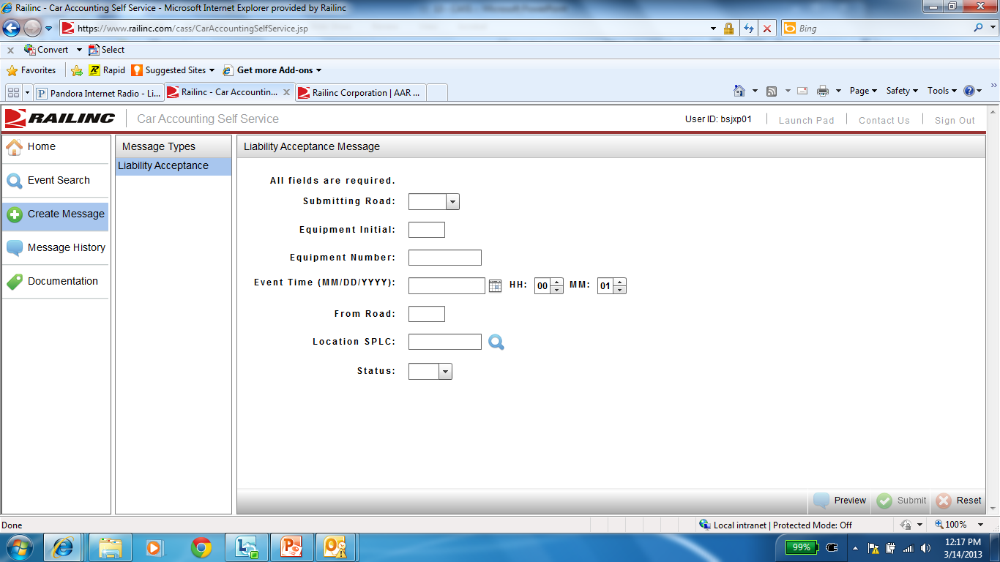 Railinc - Car Accounting Self Service - Microsoft Internet Explorer provided by Railinc
https://www.railinc.com/cass/CarAccountingSelfService.jsp
Bing
x Convert Select
Favorites Rapid Suggested Sites Get more Add-ons
Pandora Internet Radio - Li... Railinc - Car Accountin... X Railinc Corporation | AAR ...
Page Safety Tools
RAILINC Car Accounting Self Service
User ID: bsjxp01 Launch Pad Contact Us Sign Out
Home
Event Search
Create Message
Message History
Documentation
Message Types
Liability Acceptance
Liability Acceptance Message
All fields are required.
Submitting Road:
Equipment Initial:
Equipment Number:
Event Time (MM/DD/YYYY): HH: 00 MM: 01
From Road:
Location SPLC:
Status:
Preview Submit Reset
Done
Local intranet | Protected Mode: Off
100%
99%
12:17 PM
3/14/2013